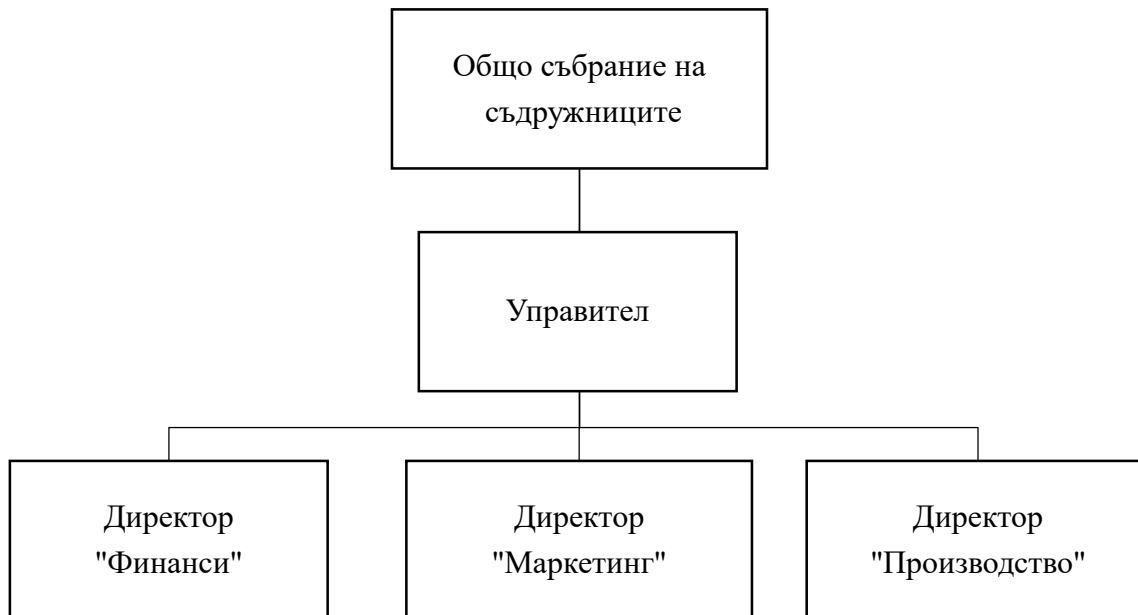 Общо събрание на
съдружниците
Управител
Директор
"Финанси"
Директор
"Маркетинг"
Директор
"Производство"